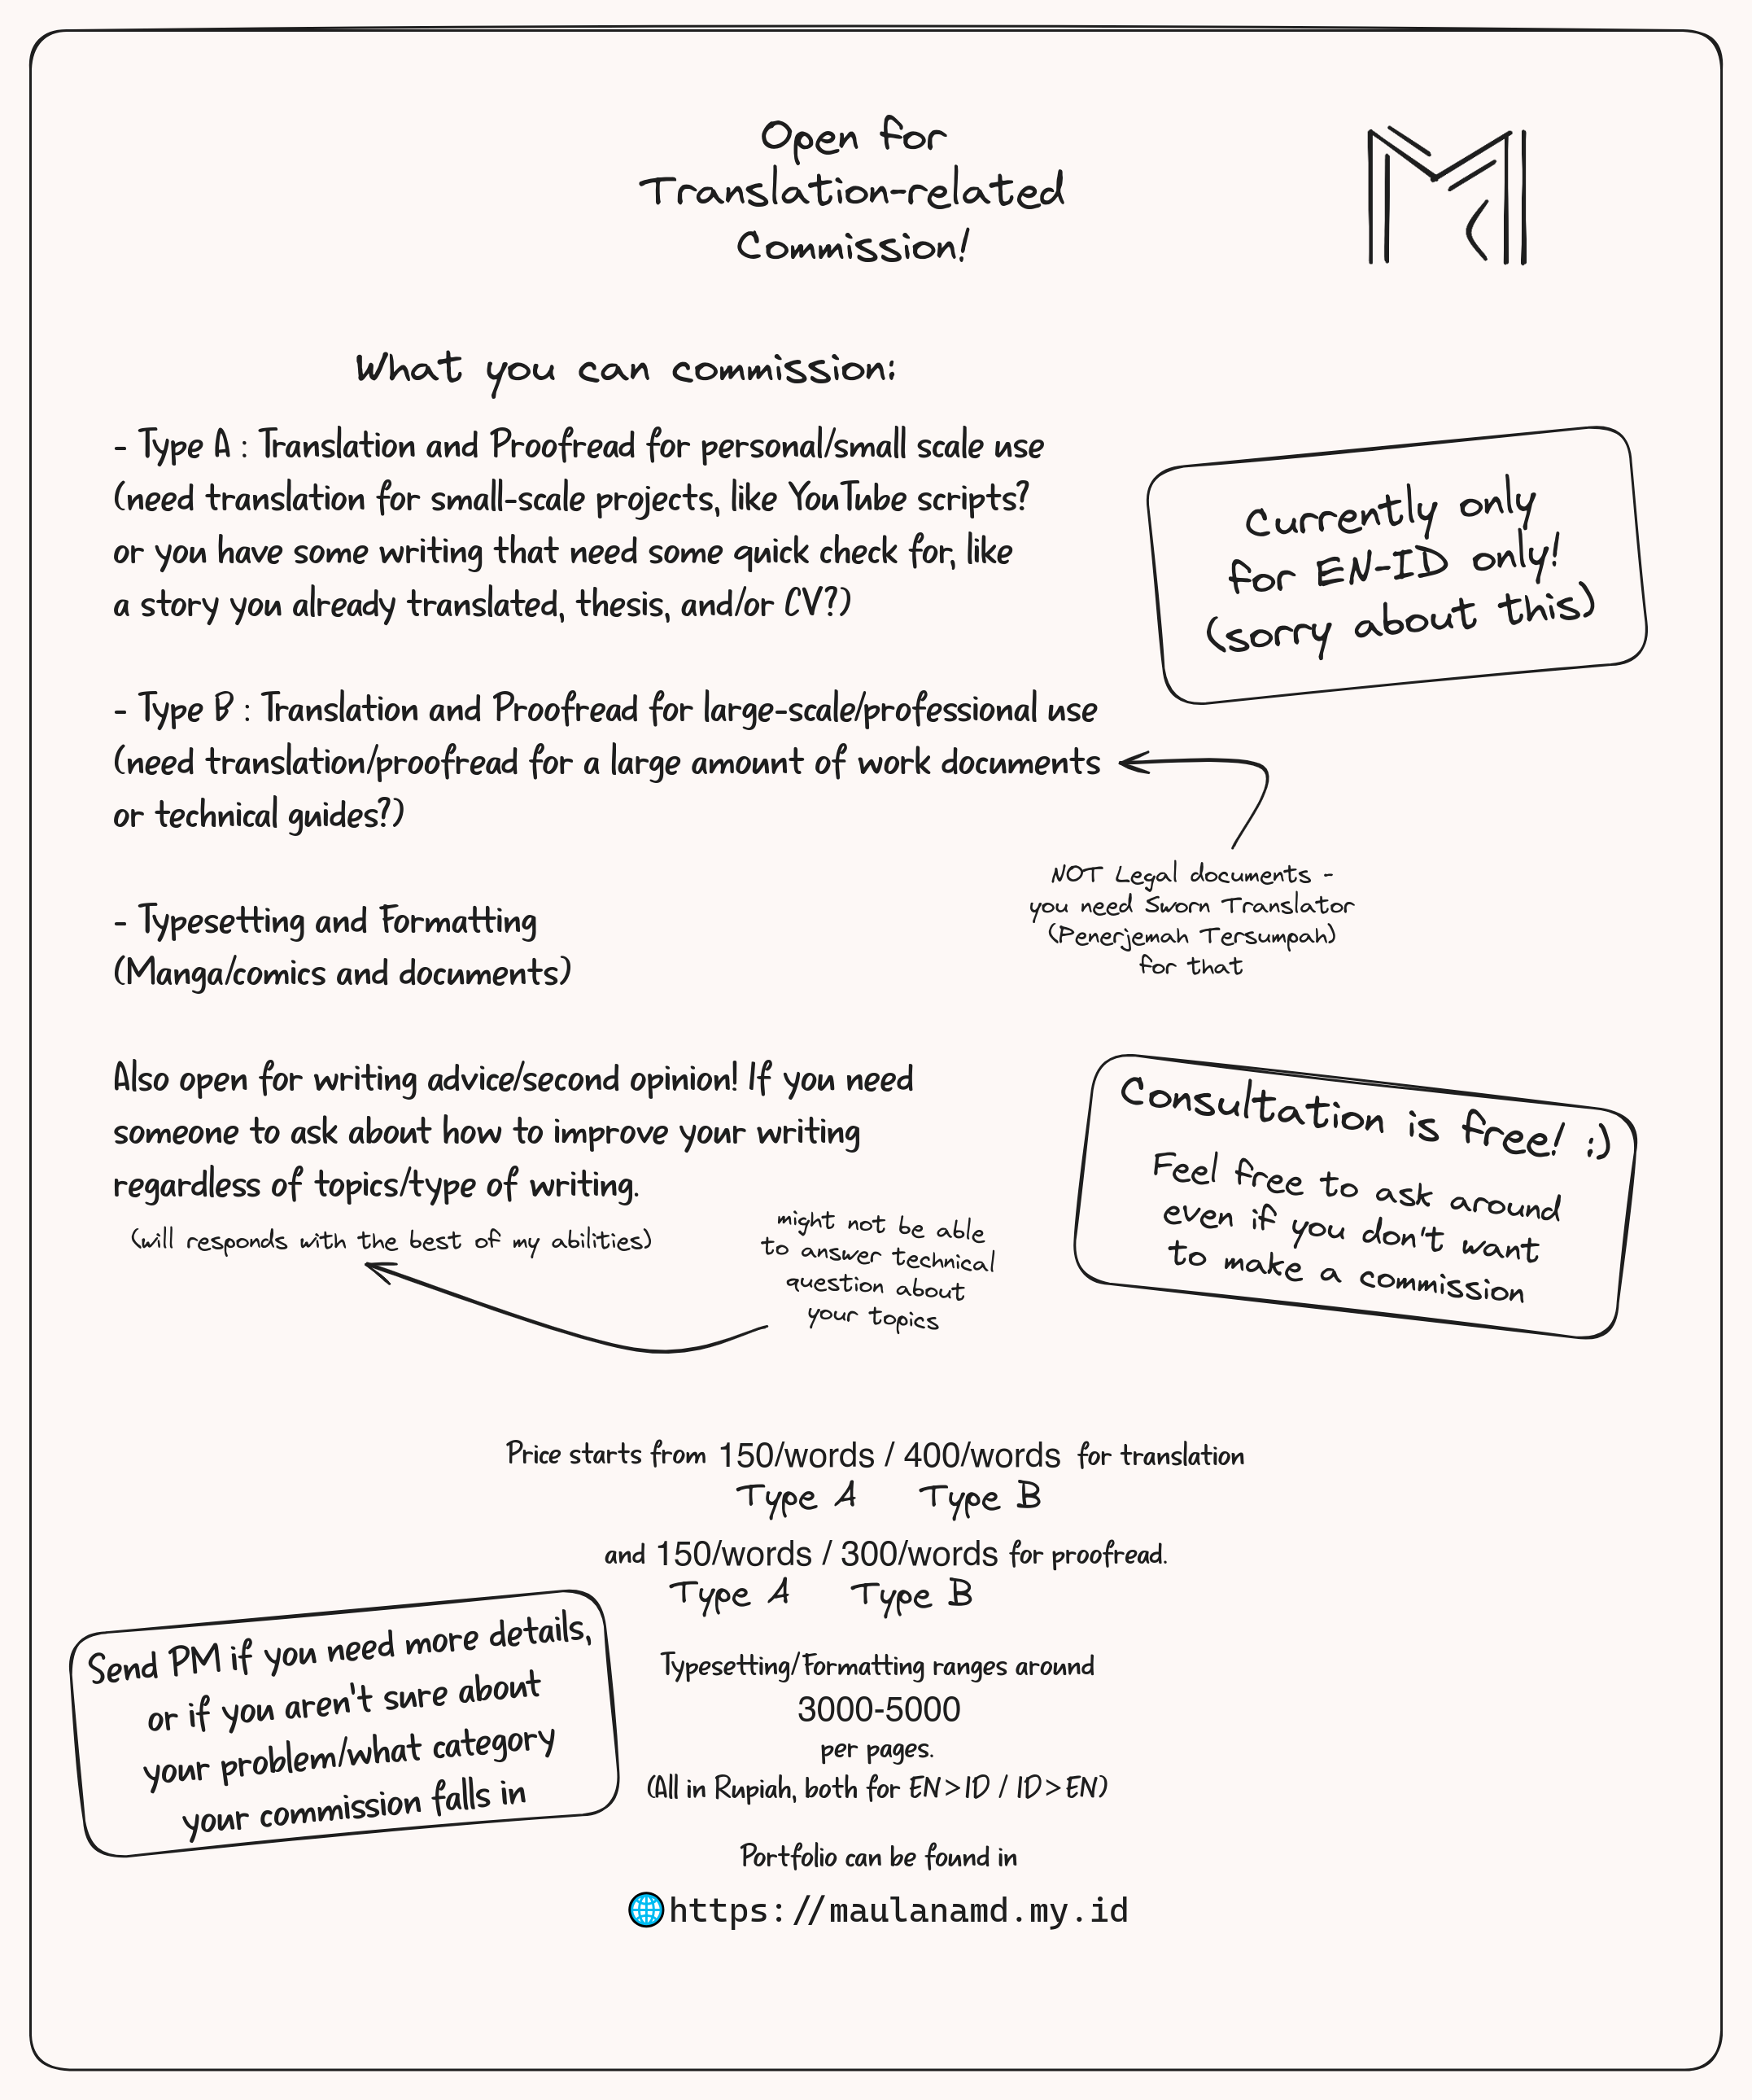 Open for
Translation-related
Commission!
What you can commission:
- Type A : Translation and Proofread for personal/small scale use
(need translation for small-scale projects, like YouTube scripts?
or you have some writing that need some quick check for, like
a story you already translated, thesis, and/or CV?)
Currently only
for EN-ID only!
(sorry about this)
- Type B : Translation and Proofread for large-scale/professional use
(need translation/proofread for a large amount of work documents
or technical guides?)
NOT Legal documents -
you need Sworn Translator
(Penerjemah Tersumpah)
for that
- Typesetting and Formatting
(Manga/comics and documents)
Also open for writing advice/second opinion! If you need
someone to ask about how to improve your writing
regardless of topics/type of writing.
(will responds with the best of my abilities)
might not be able
to answer technical
question about
your topics
Consultation is free! :)
Feel free to ask around
even if you don't want
to make a commission
Price starts from 150/words / 400/words for translation
Type A Type B
and 150/words / 300/words for proofread.
Type A Type B
Send PM if you need more details,
or if you aren't sure about
your problem/what category
your commission falls in
Typesetting/Formatting ranges around
3000-5000
per pages.
(All in Rupiah, both for EN>ID / ID>EN)
Portfolio can be found in
https://maulanamd.my.id